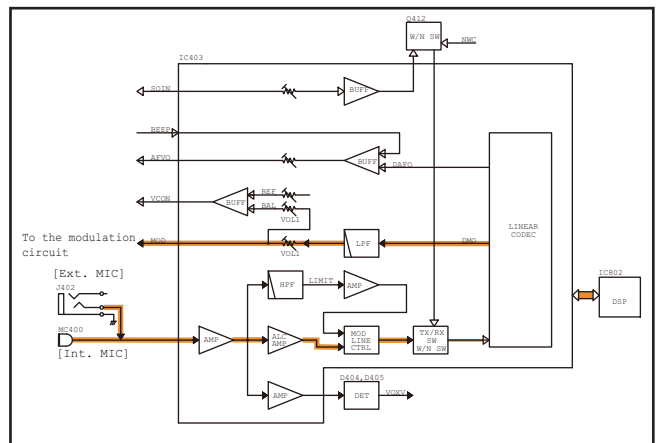 Q412
W/N SW
NWC
IC403
SOIN
BUFF
BEEP
AFVO
BUFF
DAFO
VCON
BUFF
REF
BAL
VOL1
LINEAR
CODEC
To the modulation
circuit
MOD
VOL1
LPF
DMO
[Ext. MIC]
J402
HPF
LIMIT
AMP
IC802
DSP
MC400
[Int. MIC]
AMP
ALC
AMP
MOD
LINE
CTRL
TX/RX
SW
W/N SW
AMP
D404,D405
DET
VOXV